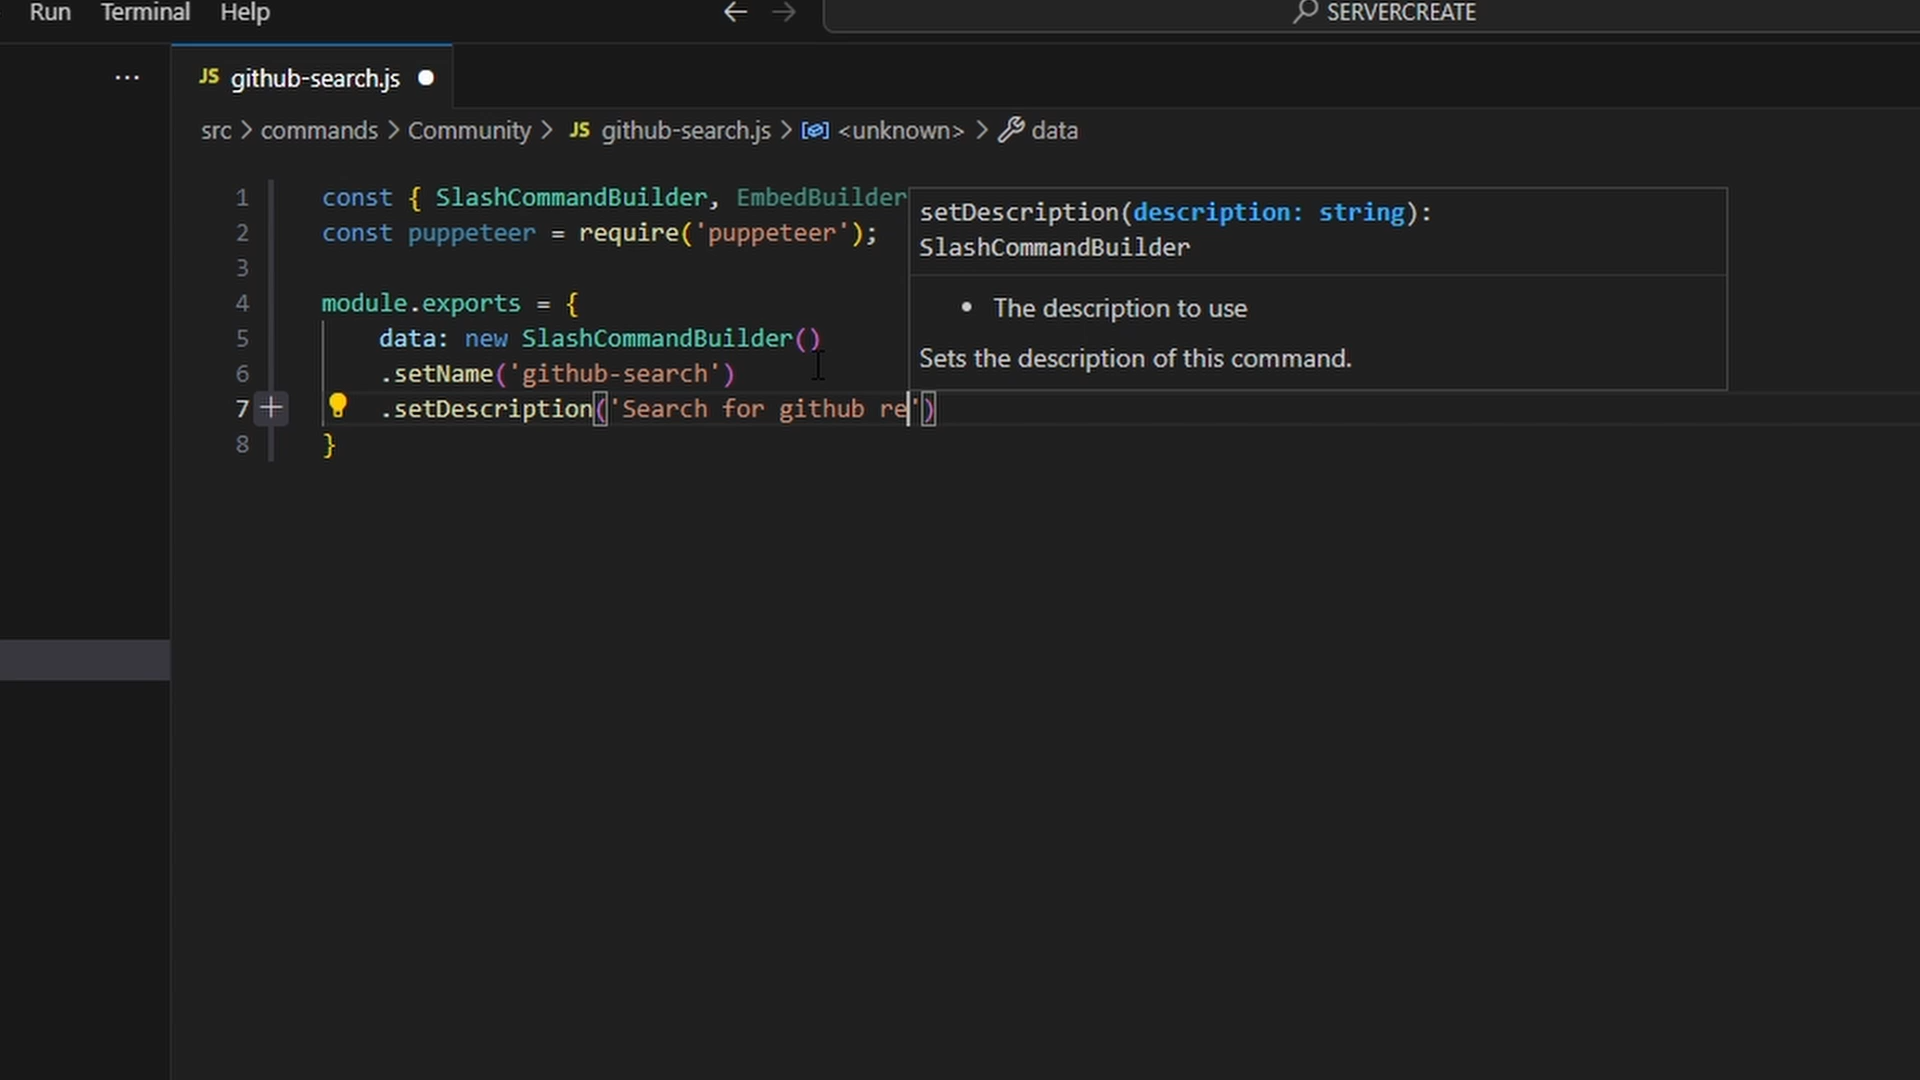 Run Terminal Help SERVERCREATE
... JS github-search.js
src > commands > Community > JS github-search.js > <unknown> > data
1 const { SlashCommandBuilder, EmbedBuilder
2 const puppeteer = require('puppeteer');
3
4 module.exports = {
5 data: new SlashCommandBuilder()
6 .setName('github-search')
7 .setDescription('Search for github re')
8 }
setDescription(description: string):
SlashCommandBuilder
• The description to use
Sets the description of this command.